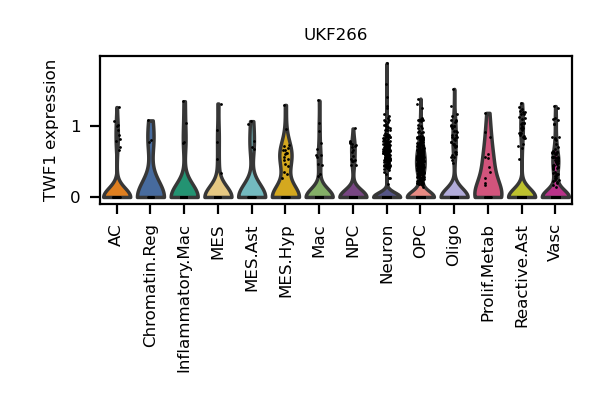 UKF266
TWF1 expression
1
0
AC
Chromatin.Reg
Inflammatory.Mac
MES
MES.Ast
MES.Hyp
Mac
NPC
Neuron
OPC
Oligo
Prolif.Metab
Reactive.Ast
Vasc